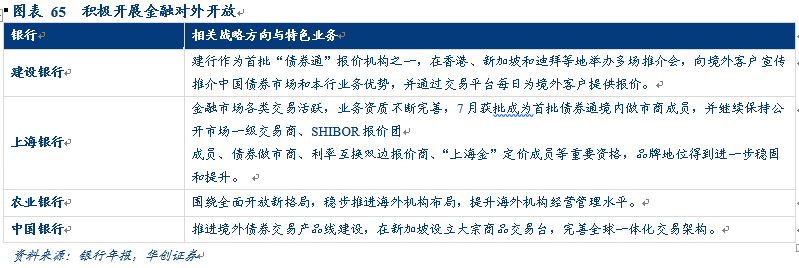 图表 65 积极开展金融对外开放
银行 相关战略方向与特色业务
建设银行 建行作为首批“债券通”报价机构之一，在香港、新加坡和迪拜等地举办多场推介会，向境外客户宣传
推介中国债券市场和本行业务优势，并通过交易平台每日为境外客户提供报价。
上海银行 金融市场各类交易活跃，业务资质不断完善，7 月获批成为首批债券通境内做市商成员，并继续保持公
开市场一级交易商、SHIBOR 报价团
成员、债券做市商、利率互换双边报价商、“上海金”定价成员等重要资格，品牌地位得到进一步稳固
和提升。
农业银行 围绕全面开放新格局，稳步推进海外机构布局，提升海外机构经营管理水平。
中国银行 推进境外债券交易产品线建设，在新加坡设立大宗商品交易台，完善全球一体化交易架构。
资料来源：银行年报，华创证券